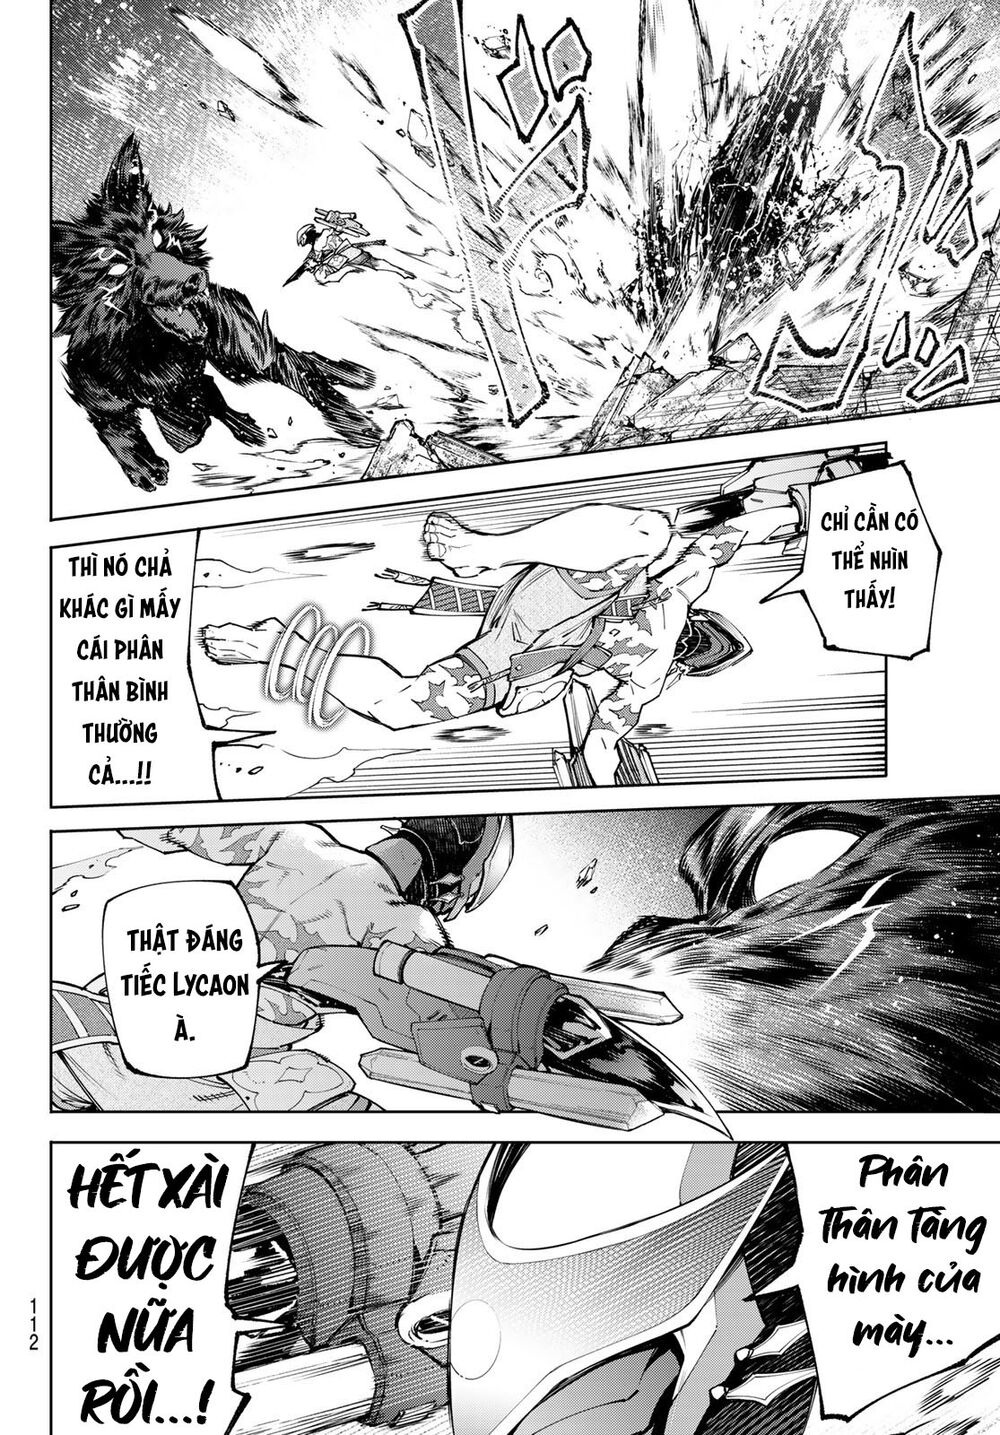 CHỈ CẦN CÓ
THỂ NHÌN
THẤY!
THÌ NÓ CHẢ
KHÁC GÌ MẤY
CÁI PHÂN
THÂN BÌNH
THƯỜNG
CẢ...!!
THẬT ĐÁNG
TIẾC LYCAON
À.
Phân
Thân Tàng
hình của
mày...
HẾT XÀI
ĐƯỢC
NỮA
RỒI...!
112